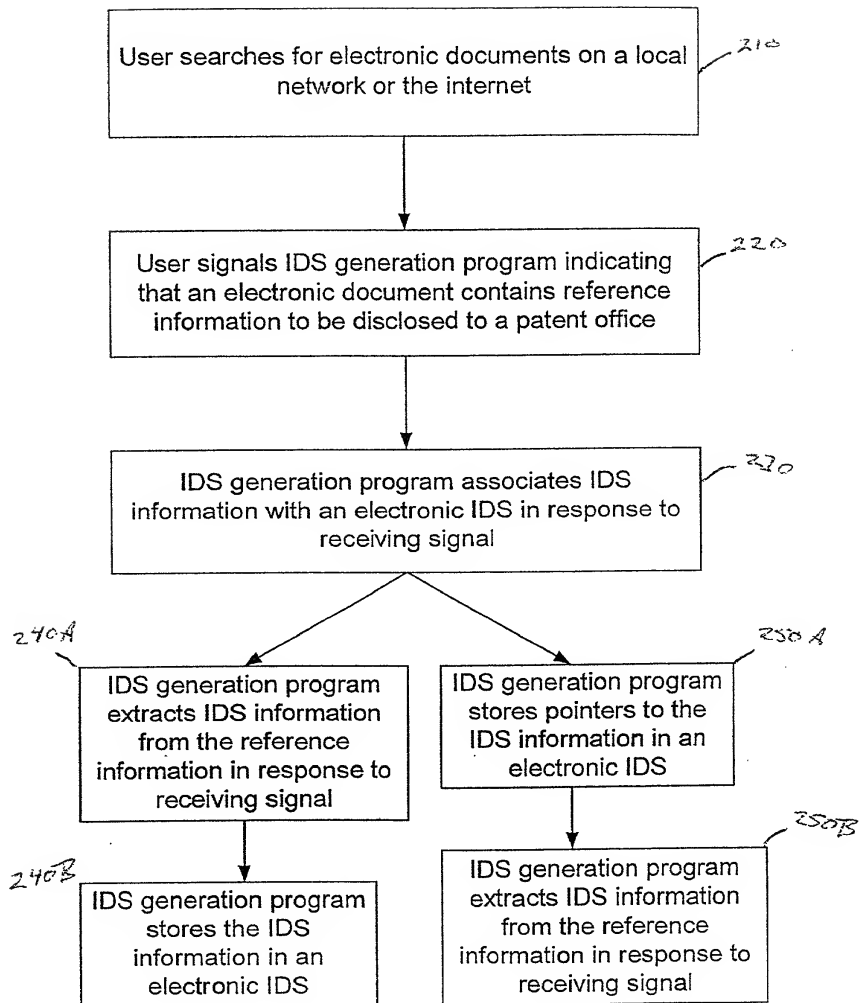 User searches for electronic documents on a local
network or the internet
210
User signals IDS generation program indicating
that an electronic document contains reference
information to be disclosed to a patent office
220
IDS generation program associates IDS
information with an electronic IDS in response to
receiving signal
230
240A
IDS generation program
extracts IDS information
from the reference
information in response to
receiving signal
250A
IDS generation program
stores pointers to the
IDS information in an
electronic IDS
240B
IDS generation program
stores the IDS
information in an
electronic IDS
250B
IDS generation program
extracts IDS information
from the reference
information in response to
receiving signal